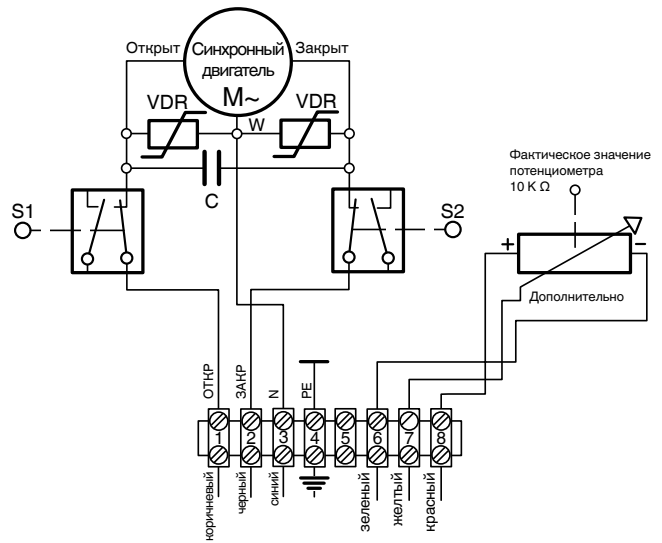 Открыт
Синхронный
двигатель
M~
Закрыт
VDR
W
VDR
C
S1
S2
Фактическое значение
потенциометра
10 K Ω
+
−
Дополнительно
ОТКР
ЗАКР
N
PE
1
2
3
4
5
6
7
8
коричневый
черный
синий
зеленый
желтый
красный